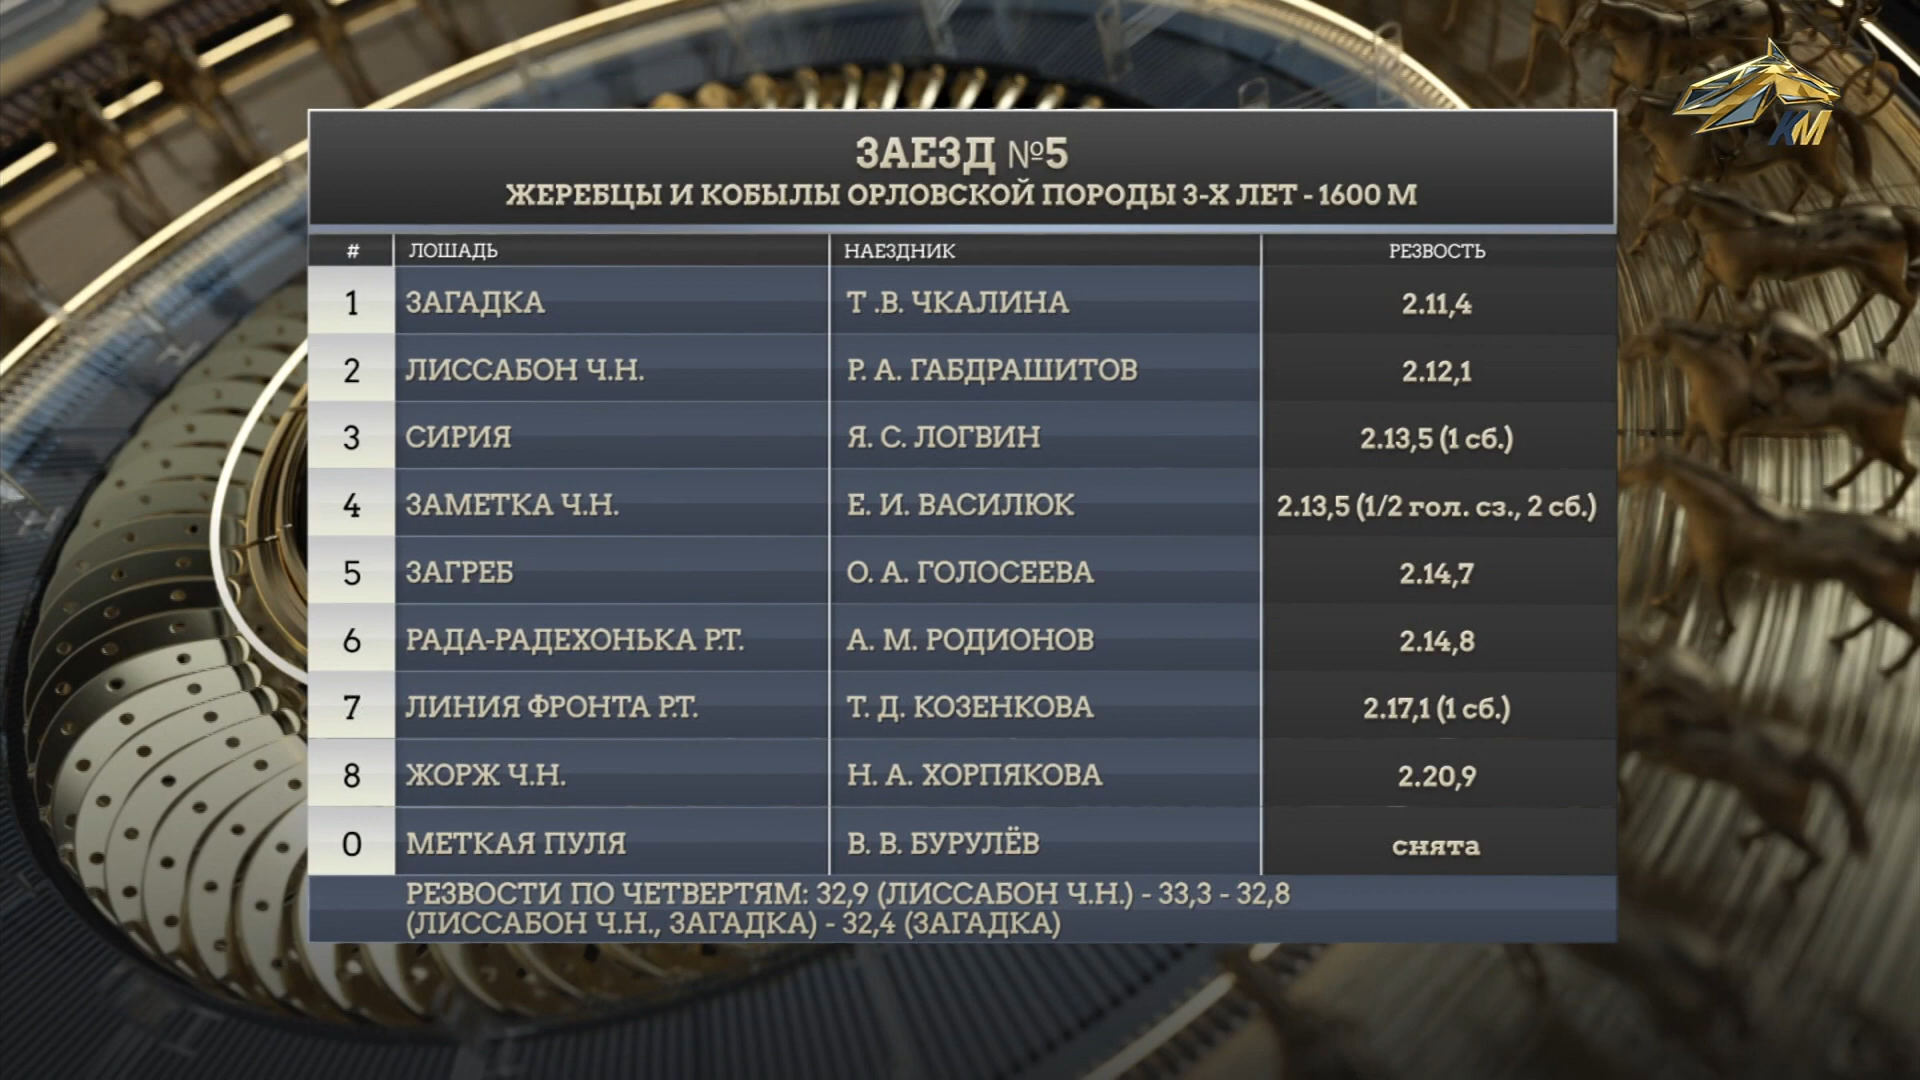 КМ
ЗАЕЗД №5
ЖЕРЕБЦЫ И КОБЫЛЫ ОРЛОВСКОЙ ПОРОДЫ 3-Х ЛЕТ - 1600 М
# ЛОШАДЬ НАЕЗДНИК РЕЗВОСТЬ
1 ЗАГАДКА Т .В. ЧКАЛИНА 2.11,4
2 ЛИССАБОН Ч.Н. Р. А. ГАБДРАШИТОВ 2.12,1
3 СИРИЯ Я. С. ЛОГВИН 2.13,5 (1 сб.)
4 ЗАМЕТКА Ч.Н. Е. И. ВАСИЛЮК 2.13,5 (1/2 гол. сз., 2 сб.)
5 ЗАГРЕБ О. А. ГОЛОСЕЕВА 2.14,7
6 РАДА-РАДЕХОНЬКА Р.Т. А. М. РОДИОНОВ 2.14,8
7 ЛИНИЯ ФРОНТА Р.Т. Т. Д. КОЗЕНКОВА 2.17,1 (1 сб.)
8 ЖОРЖ Ч.Н. Н. А. ХОРПЯКОВА 2.20,9
0 МЕТКАЯ ПУЛЯ В. В. БУРУЛЁВ снята
РЕЗВОСТИ ПО ЧЕТВЕРТЯМ: 32,9 (ЛИССАБОН Ч.Н.) - 33,3 - 32,8
(ЛИССАБОН Ч.Н., ЗАГАДКА) - 32,4 (ЗАГАДКА)